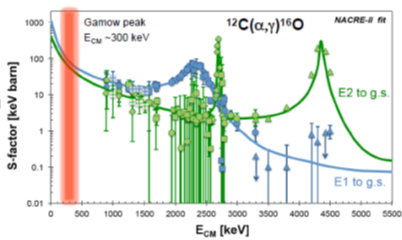 Gamow peak
E_CM ~300 keV
¹²C(α,γ)¹⁶O
NACRE-II fit
1000
100
10
1
0.1
0.01
S-factor [keV barn]
E2 to g.s.
E1 to g.s.
0 500 1000 1500 2000 2500 3000 3500 4000 4500 5000 5500
E_CM [keV]